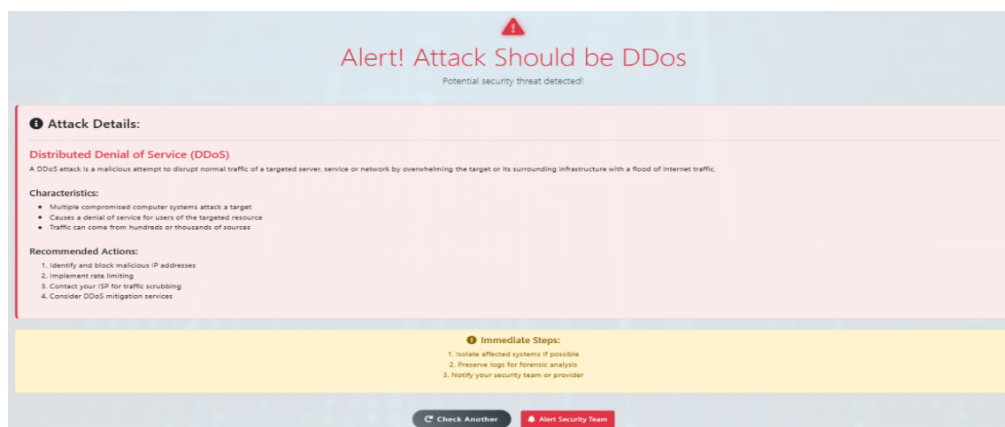 Alert! Attack Should be DDos
Potential security threat detected!
Attack Details:
Distributed Denial of Service (DDoS)
A DDoS attack is a malicious attempt to disrupt normal traffic of a targeted server, service or network by overwhelming the target or its surrounding infrastructure with a flood of Internet traffic.
Characteristics:
• Multiple compromised computer systems attack a target
• Causes a denial of service for users of the targeted resource
• Traffic can come from hundreds or thousands of sources
Recommended Actions:
1. Identify and block malicious IP addresses
2. Implement rate limiting
3. Contact your ISP for traffic scrubbing
4. Consider DDoS mitigation services
Immediate Steps:
1. Isolate affected systems if possible
2. Preserve logs for forensic analysis
3. Notify your security team or provider
Check Another
Alert Security Team